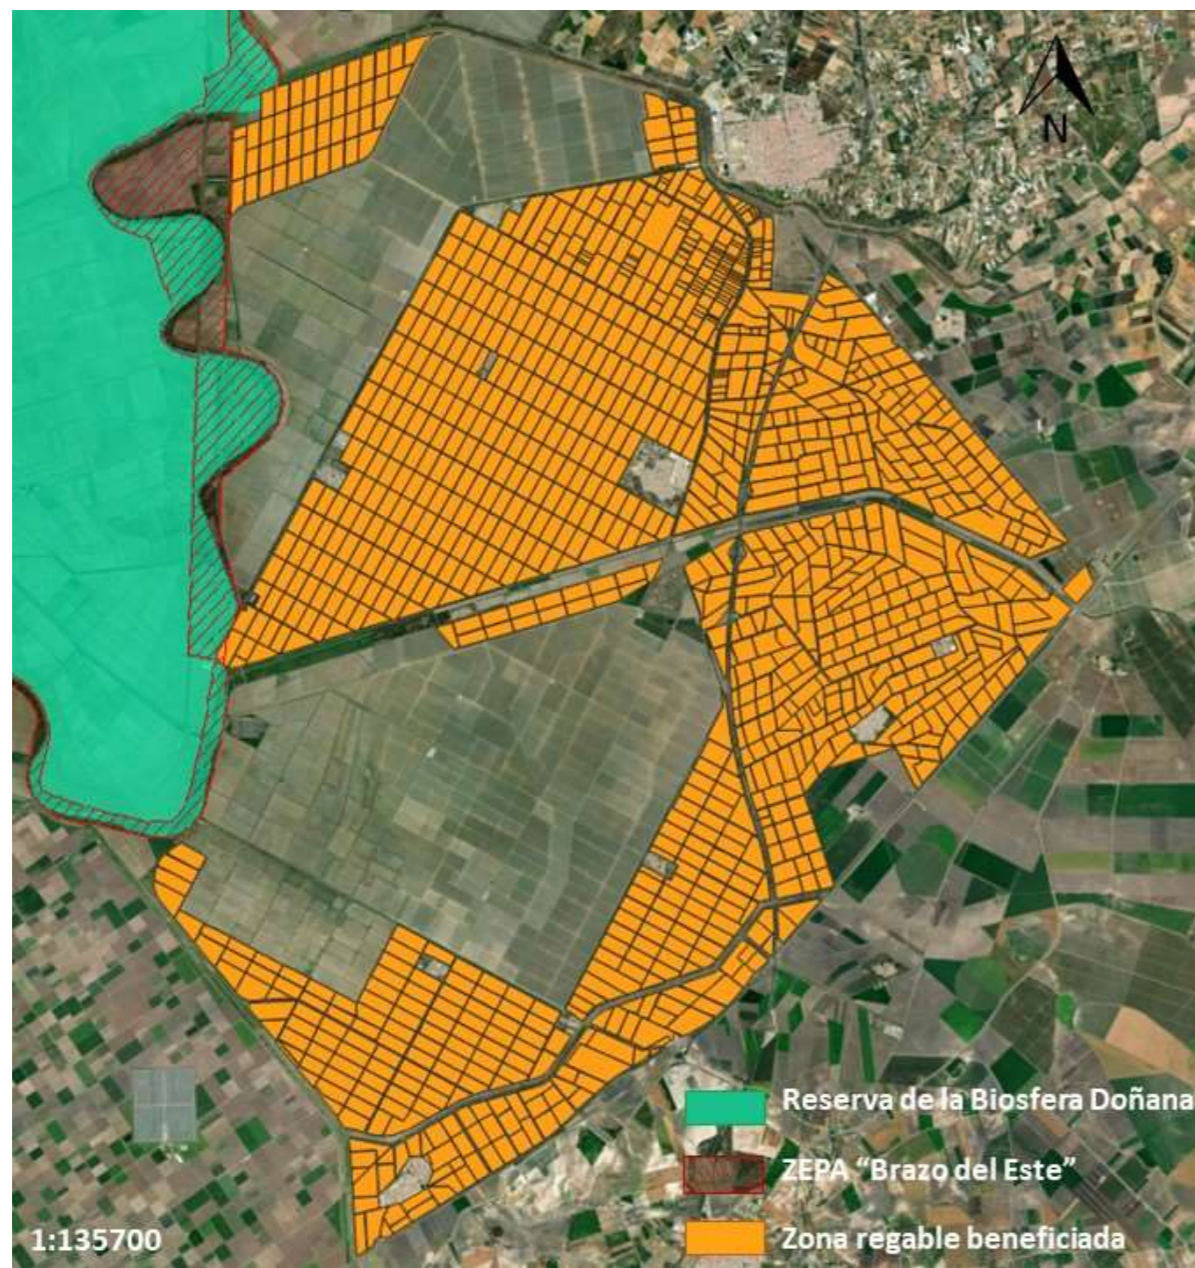 N
Reserva de la Biosfera Doñana
ZEPA “Brazo del Este”
Zona regable beneficiada
1:135700